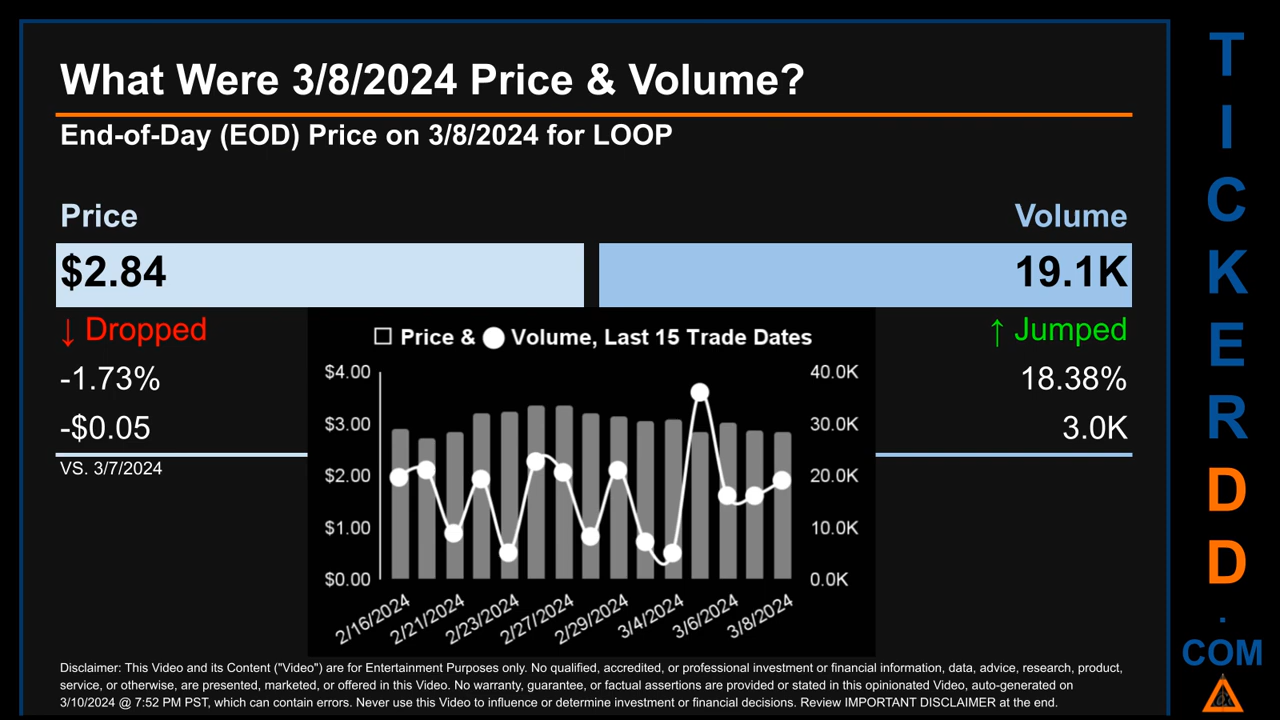 What Were 3/8/2024 Price & Volume?
End-of-Day (EOD) Price on 3/8/2024 for LOOP
Price
Volume
$2.84
19.1K
↓ Dropped
↑ Jumped
-1.73%
18.38%
-$0.05
3.0K
VS. 3/7/2024
Price & Volume, Last 15 Trade Dates
$4.00
40.0K
$3.00
30.0K
$2.00
20.0K
$1.00
10.0K
$0.00
0.0K
2/16/2024
2/21/2024
2/23/2024
2/27/2024
2/29/2024
3/4/2024
3/6/2024
3/8/2024
Disclaimer: This Video and its Content ("Video") are for Entertainment Purposes only. No qualified, accredited, or professional investment or financial information, data, advice, research, product,
service, or otherwise, are presented, marketed, or offered in this Video. No warranty, guarantee, or factual assertions are provided or stated in this opinionated Video, auto-generated on
3/10/2024 @ 7:52 PM PST, which can contain errors. Never use this Video to influence or determine investment or financial decisions. Review IMPORTANT DISCLAIMER at the end.
T
I
C
K
E
R
D
D
.
COM